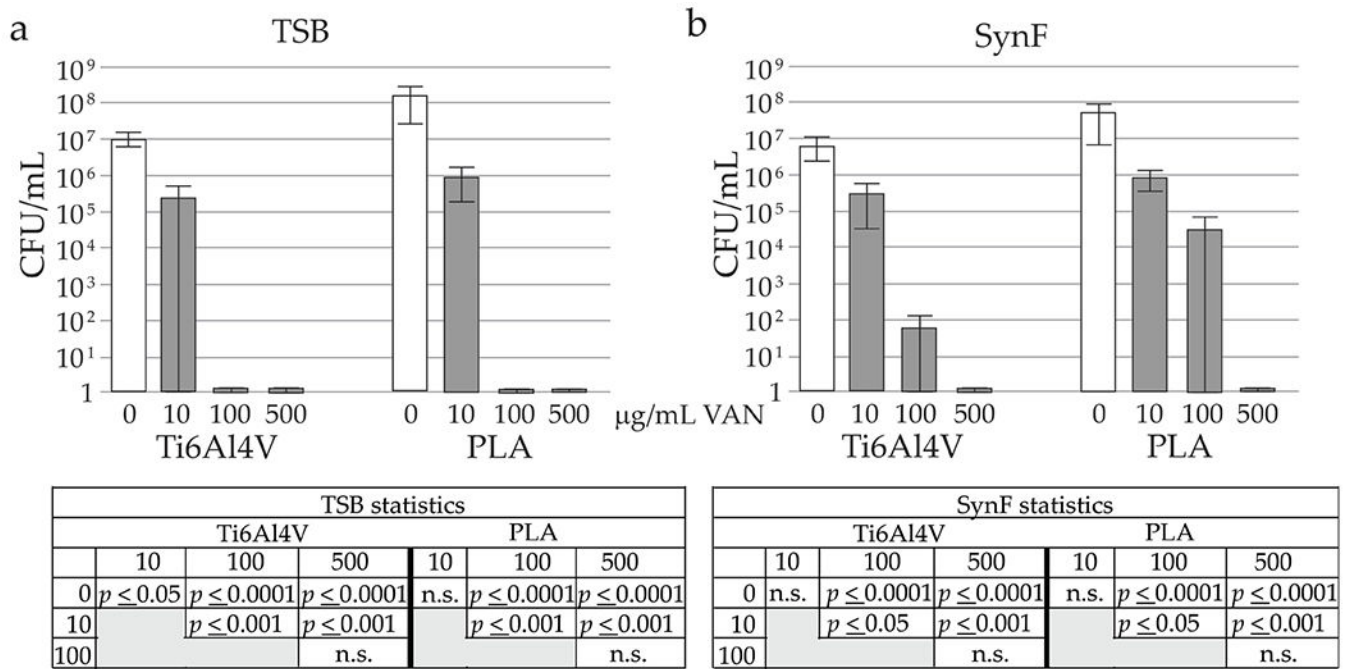 a
TSB
b
SynF
CFU/mL
10⁹
10⁸
10⁷
10⁶
10⁵
10⁴
10³
10²
10¹
1
0 10 100 500 0 10 100 500
Ti6Al4V PLA
μg/mL VAN
CFU/mL
10⁹
10⁸
10⁷
10⁶
10⁵
10⁴
10³
10²
10¹
1
0 10 100 500 0 10 100 500
Ti6Al4V PLA
TSB statistics
Ti6Al4V PLA
10 100 500 10 100 500
0 p ≤0.05 p ≤0.0001 p ≤0.0001 n.s. p ≤0.0001 p ≤0.0001
10 p ≤0.001 p ≤0.001 p ≤0.001 p ≤0.001
100 n.s. n.s.
SynF statistics
Ti6Al4V PLA
10 100 500 10 100 500
0 n.s. p ≤0.0001 p ≤0.0001 n.s. p ≤0.0001 p ≤0.0001
10 p ≤0.05 p ≤0.001 p ≤0.05 p ≤0.001
100 n.s. n.s.